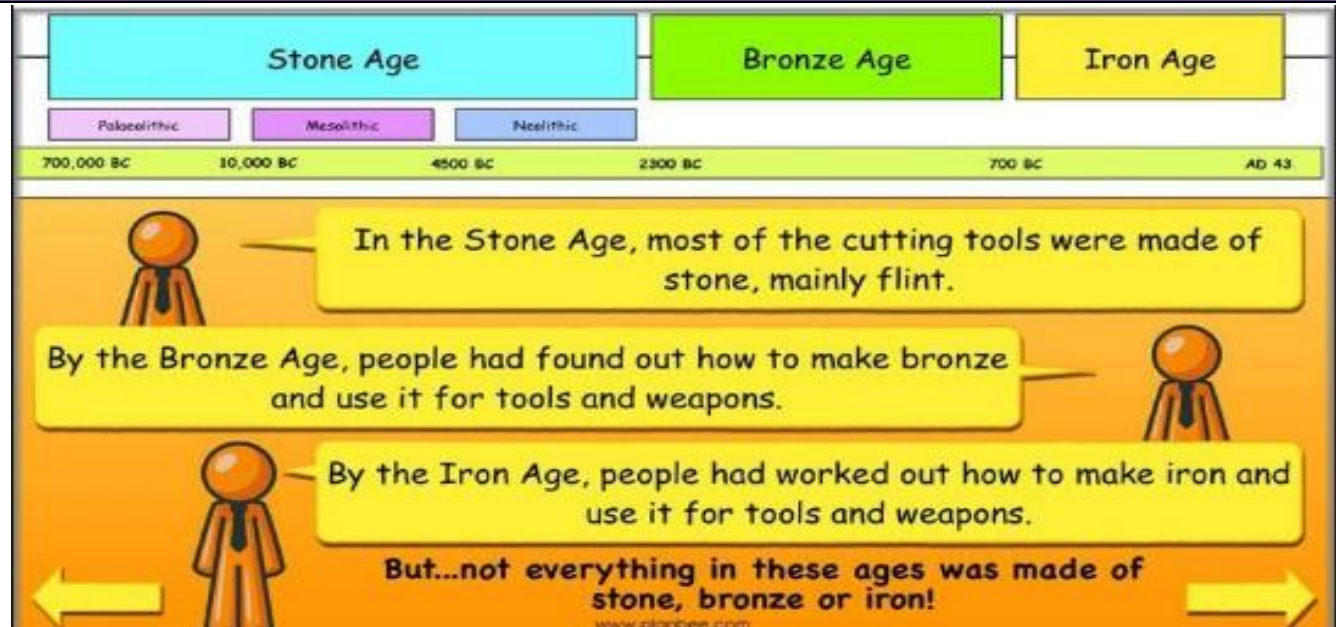 Stone Age Bronze Age Iron Age
Palaeolithic Mesolithic Neolithic
700,000 BC 10,000 BC 4500 BC 2300 BC 700 BC AD 43
In the Stone Age, most of the cutting tools were made of
stone, mainly flint.
By the Bronze Age, people had found out how to make bronze
and use it for tools and weapons.
By the Iron Age, people had worked out how to make iron and
use it for tools and weapons.
But...not everything in these ages was made of
stone, bronze or iron!
www.planbee.com